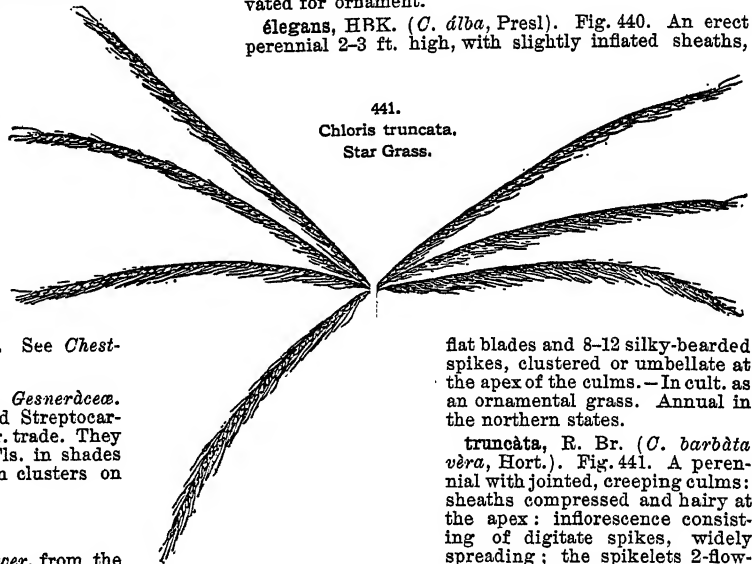 vated for ornament.
élegans, HBK. (C. álba, Presl). Fig. 440. An erect
perennial 2-3 ft. high, with slightly inflated sheaths,
441.
Chloris truncata.
Star Grass.
See Chest-
Gesneràceæ.
d Streptocar-
r. trade. They
ls. in shades
n clusters on
cer, from the
flat blades and 8–12 silky-bearded
spikes, clustered or umbellate at
the apex of the culms.—In cult. as
an ornamental grass. Annual in
the northern states.
truncàta, R. Br. (C. barbàta
vèra, Hort.). Fig. 441. A peren-
nial with jointed, creeping culms:
sheaths compressed and hairy at
the apex: inflorescence consist-
ing of digitate spikes, widely
spreading; the spikelets 2-flow-